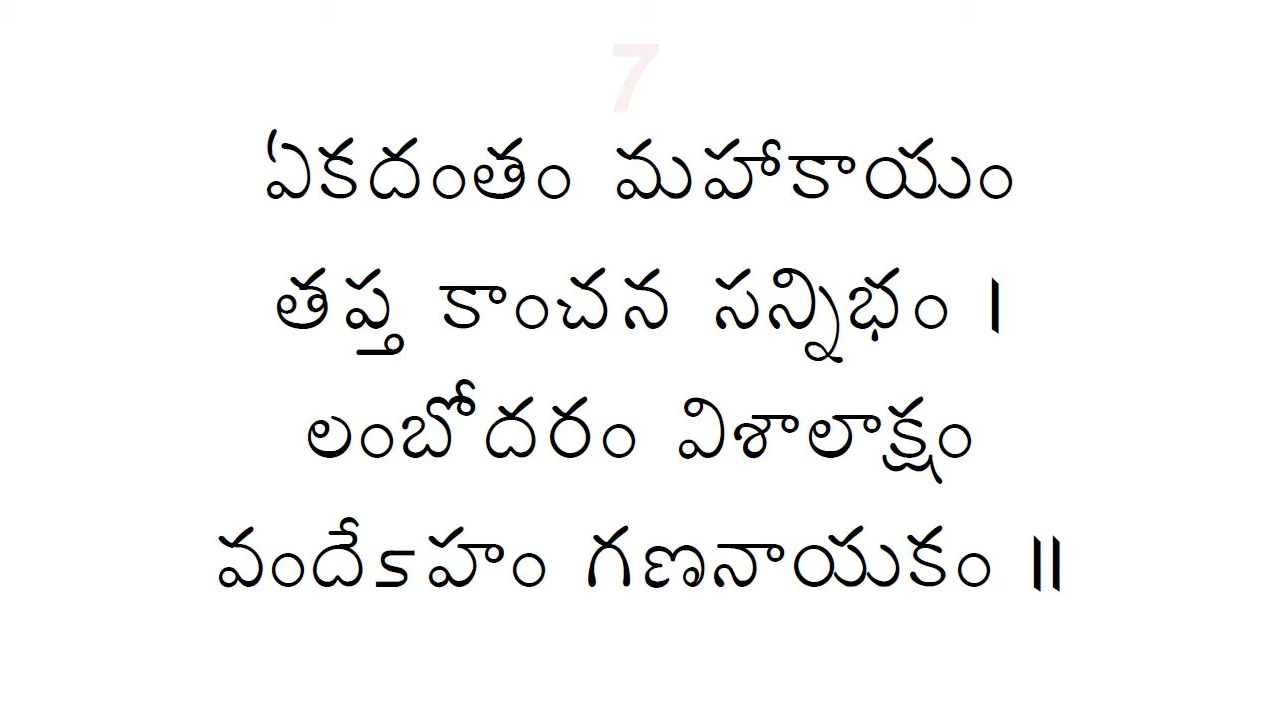 7
ఏకదంతం మహాకాయం
తప్త కాంచన సన్నిభం ।
లంబోదరం విశాలాక్షం
వందేఽహం గణనాయకం ॥